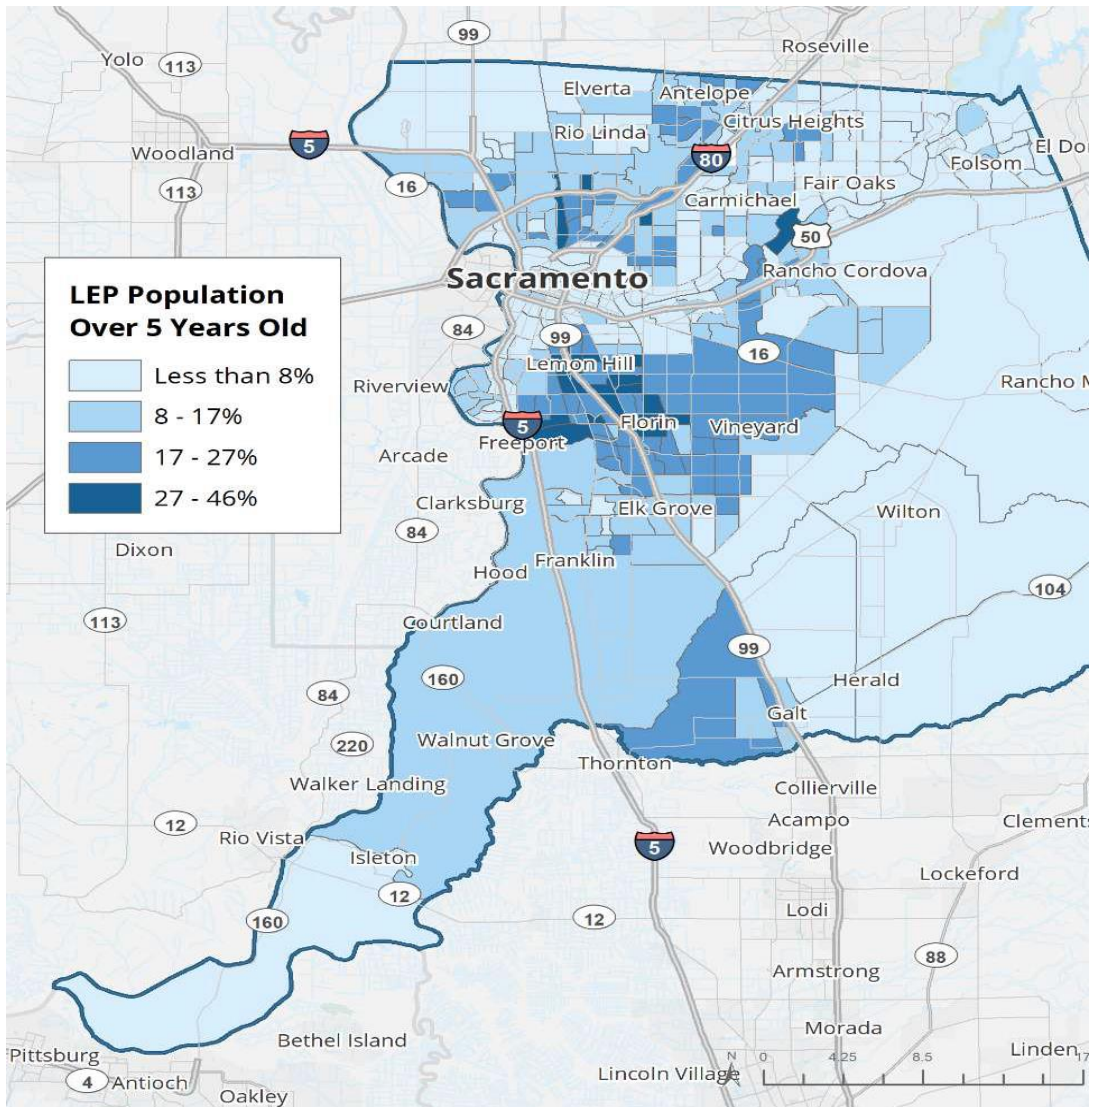 99
Roseville
Yolo
113
Elverta
Antelope
Citrus Heights
Rio Linda
5
Woodland
80
El Do
Folsom
113
16
Fair Oaks
Carmichael
50
Sacramento
Rancho Cordova
LEP Population
Over 5 Years Old
Less than 8%
8 - 17%
17 - 27%
27 - 46%
84
99
16
Lemon Hill
Riverview
Rancho M
5
Florin
Vineyard
Freeport
Arcade
Clarksburg
Elk Grove
Wilton
84
Dixon
Franklin
Hood
104
113
Courtland
99
160
Herald
84
Galt
220
Walnut Grove
Thornton
Walker Landing
Collierville
12
Acampo
Clements
Rio Vista
5
Woodbridge
Isleton
Lockeford
12
160
12
Lodi
88
Armstrong
Morada
Bethel Island
Linden
Pittsburg
N
0 4.25 8.5 17
4
Antioch
Lincoln Village
Oakley